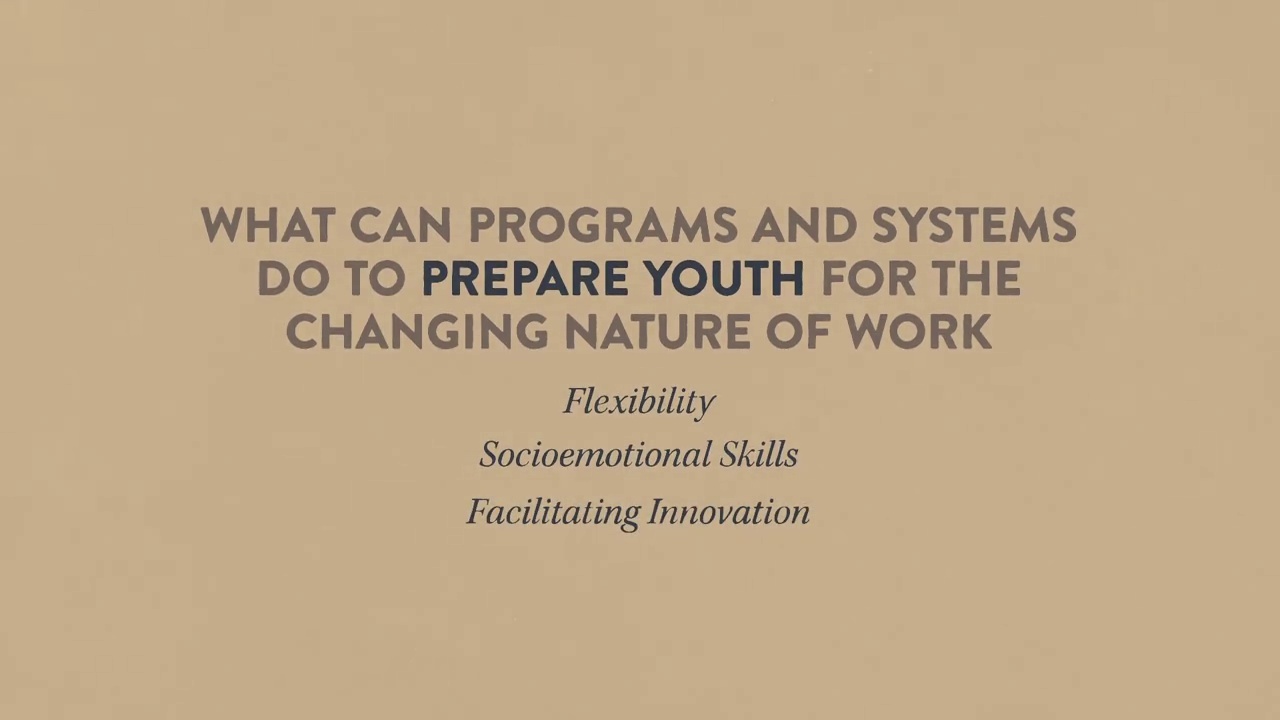 WHAT CAN PROGRAMS AND SYSTEMS
DO TO PREPARE YOUTH FOR THE
CHANGING NATURE OF WORK
Flexibility
Socioemotional Skills
Facilitating Innovation